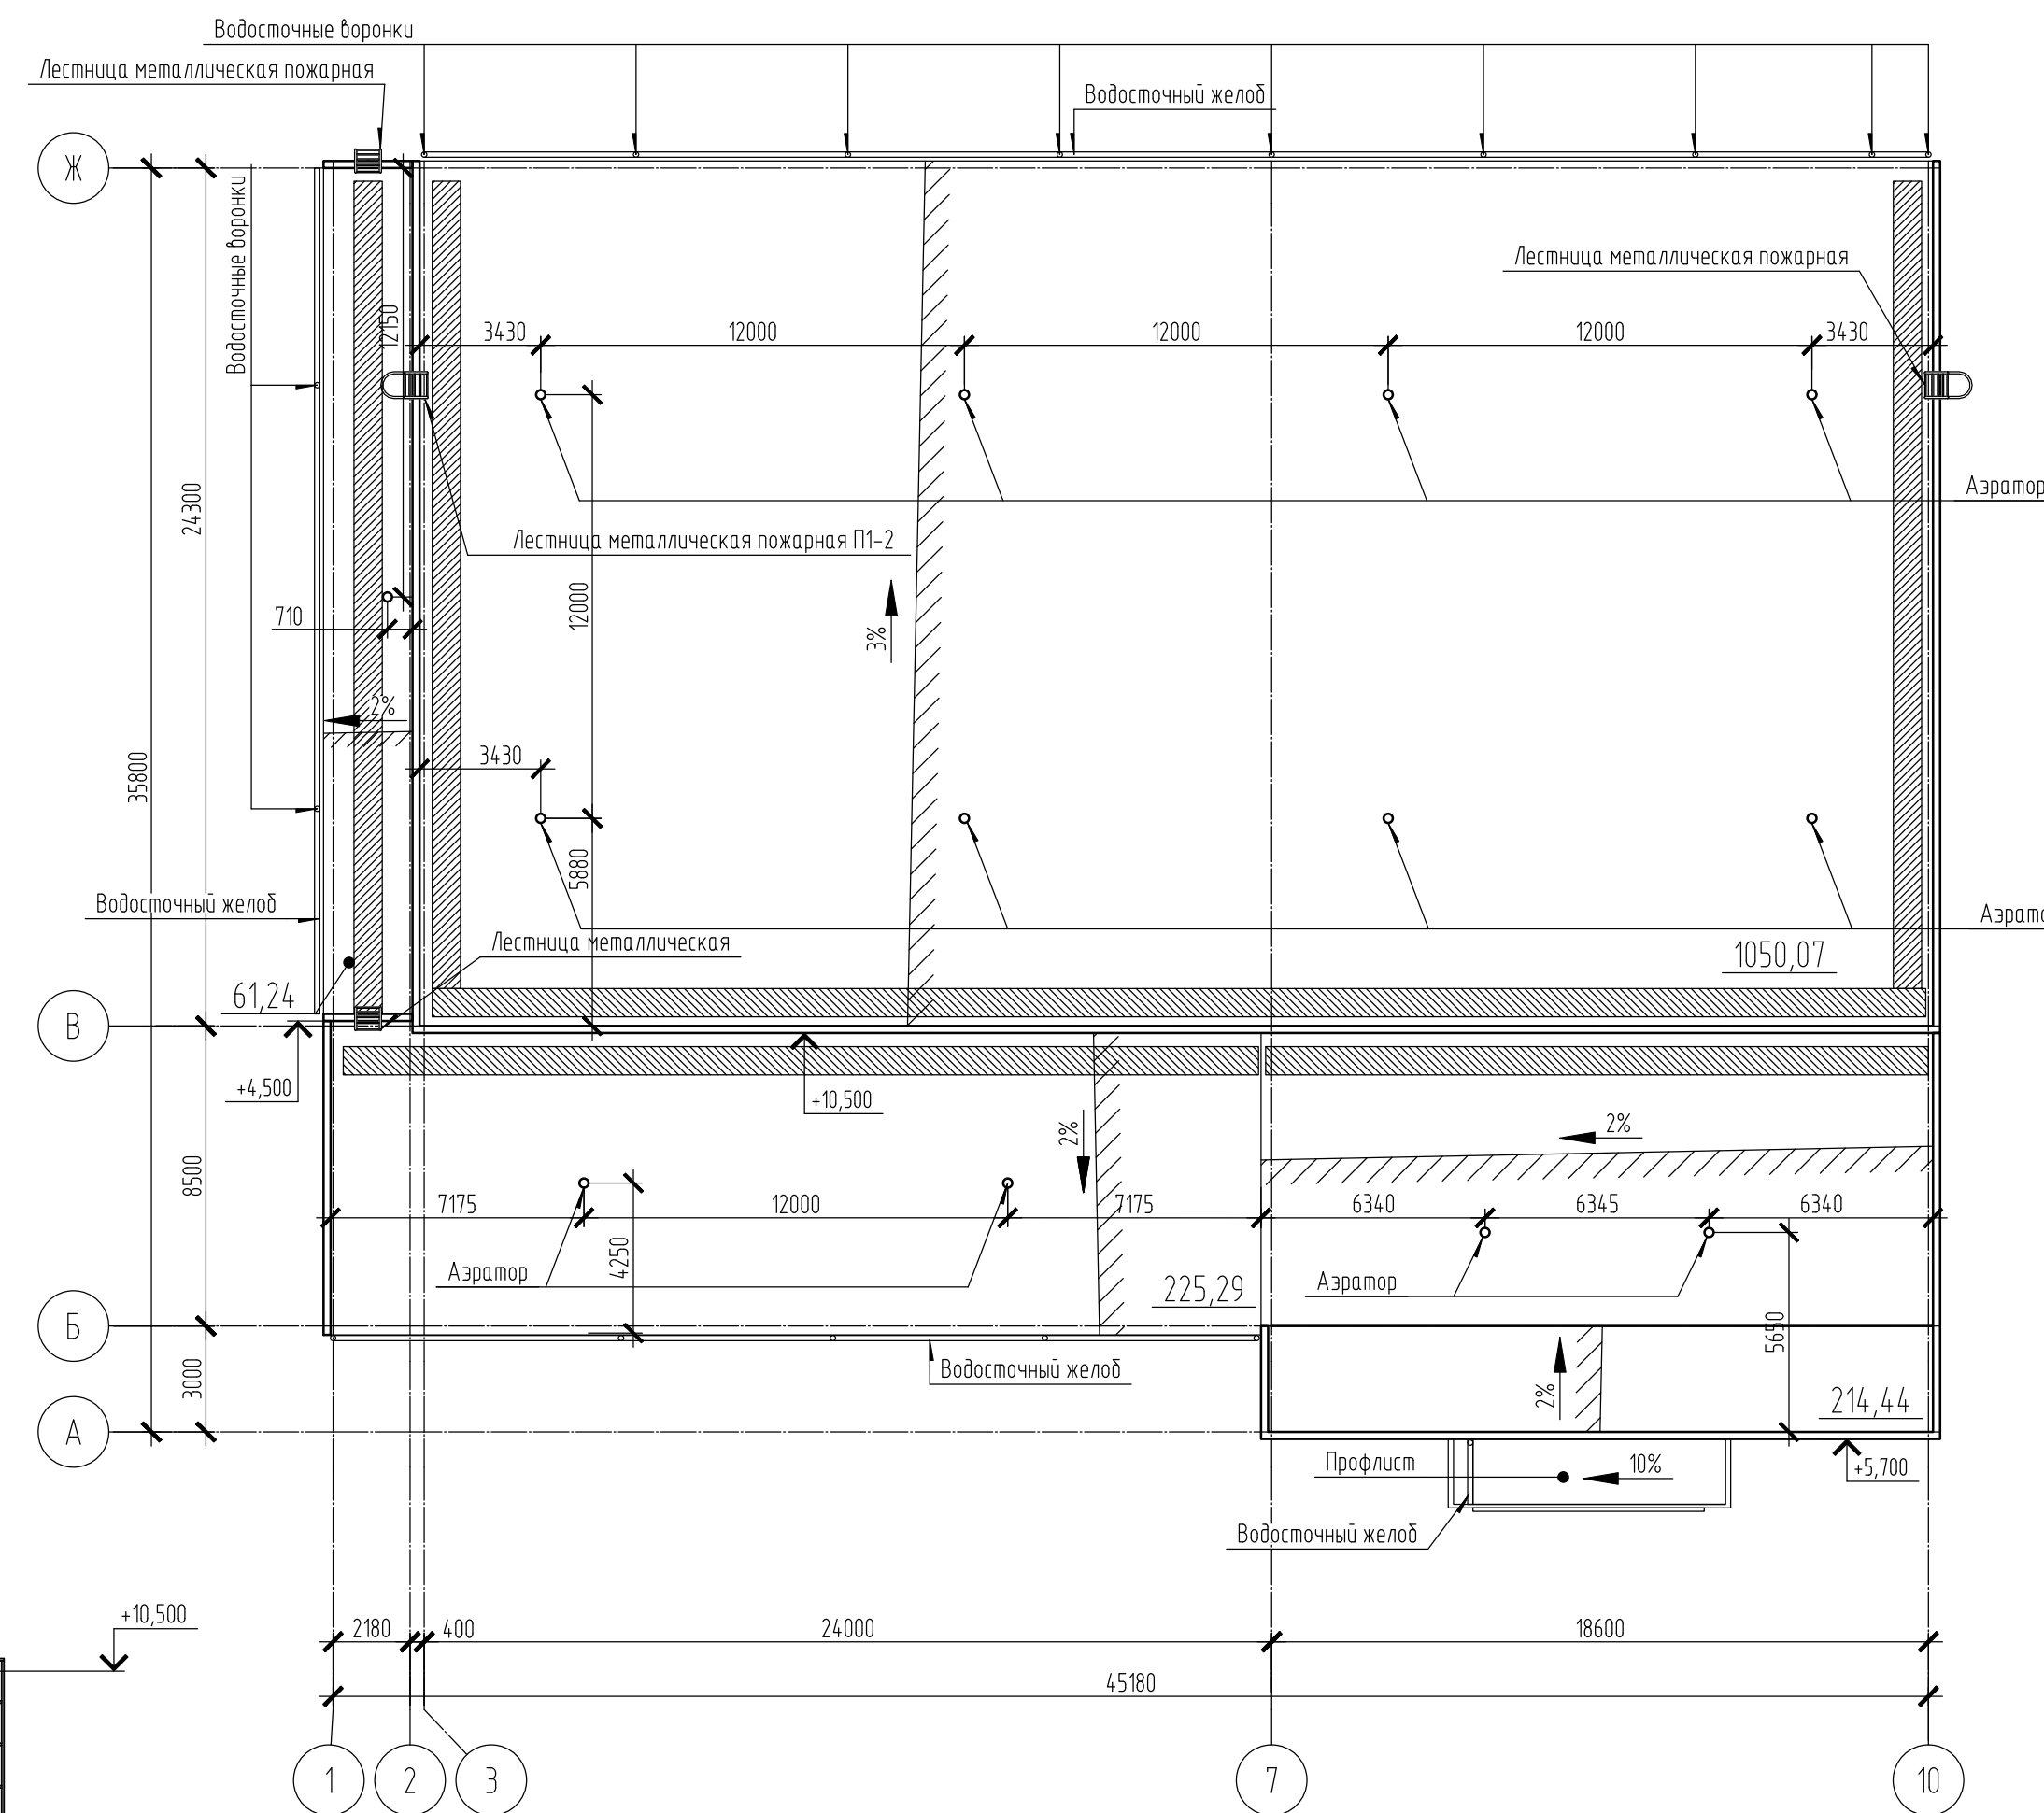 Водосточные воронки
Лестница металлическая пожарная
Водосточный желоб
Ж
Водосточные воронки
Лестница металлическая пожарная
12150
3430
12000
12000
12000
3430
24300
Аэратор
Лестница металлическая пожарная П1-2
12000
710
3%
2%
35800
3430
5880
Водосточный желоб
Лестница металлическая
1050,07
61,24
В
+4,500
+10,500
2%
2%
8500
7175
12000
7175
6340
6345
6340
4250
Аэратор
225,29
Аэратор
Б
5650
3000
Водосточный желоб
2%
214,44
А
Профлист
10%
+5,700
Водосточный желоб
+10,500
2180
400
24000
18600
45180
1
2
3
7
10